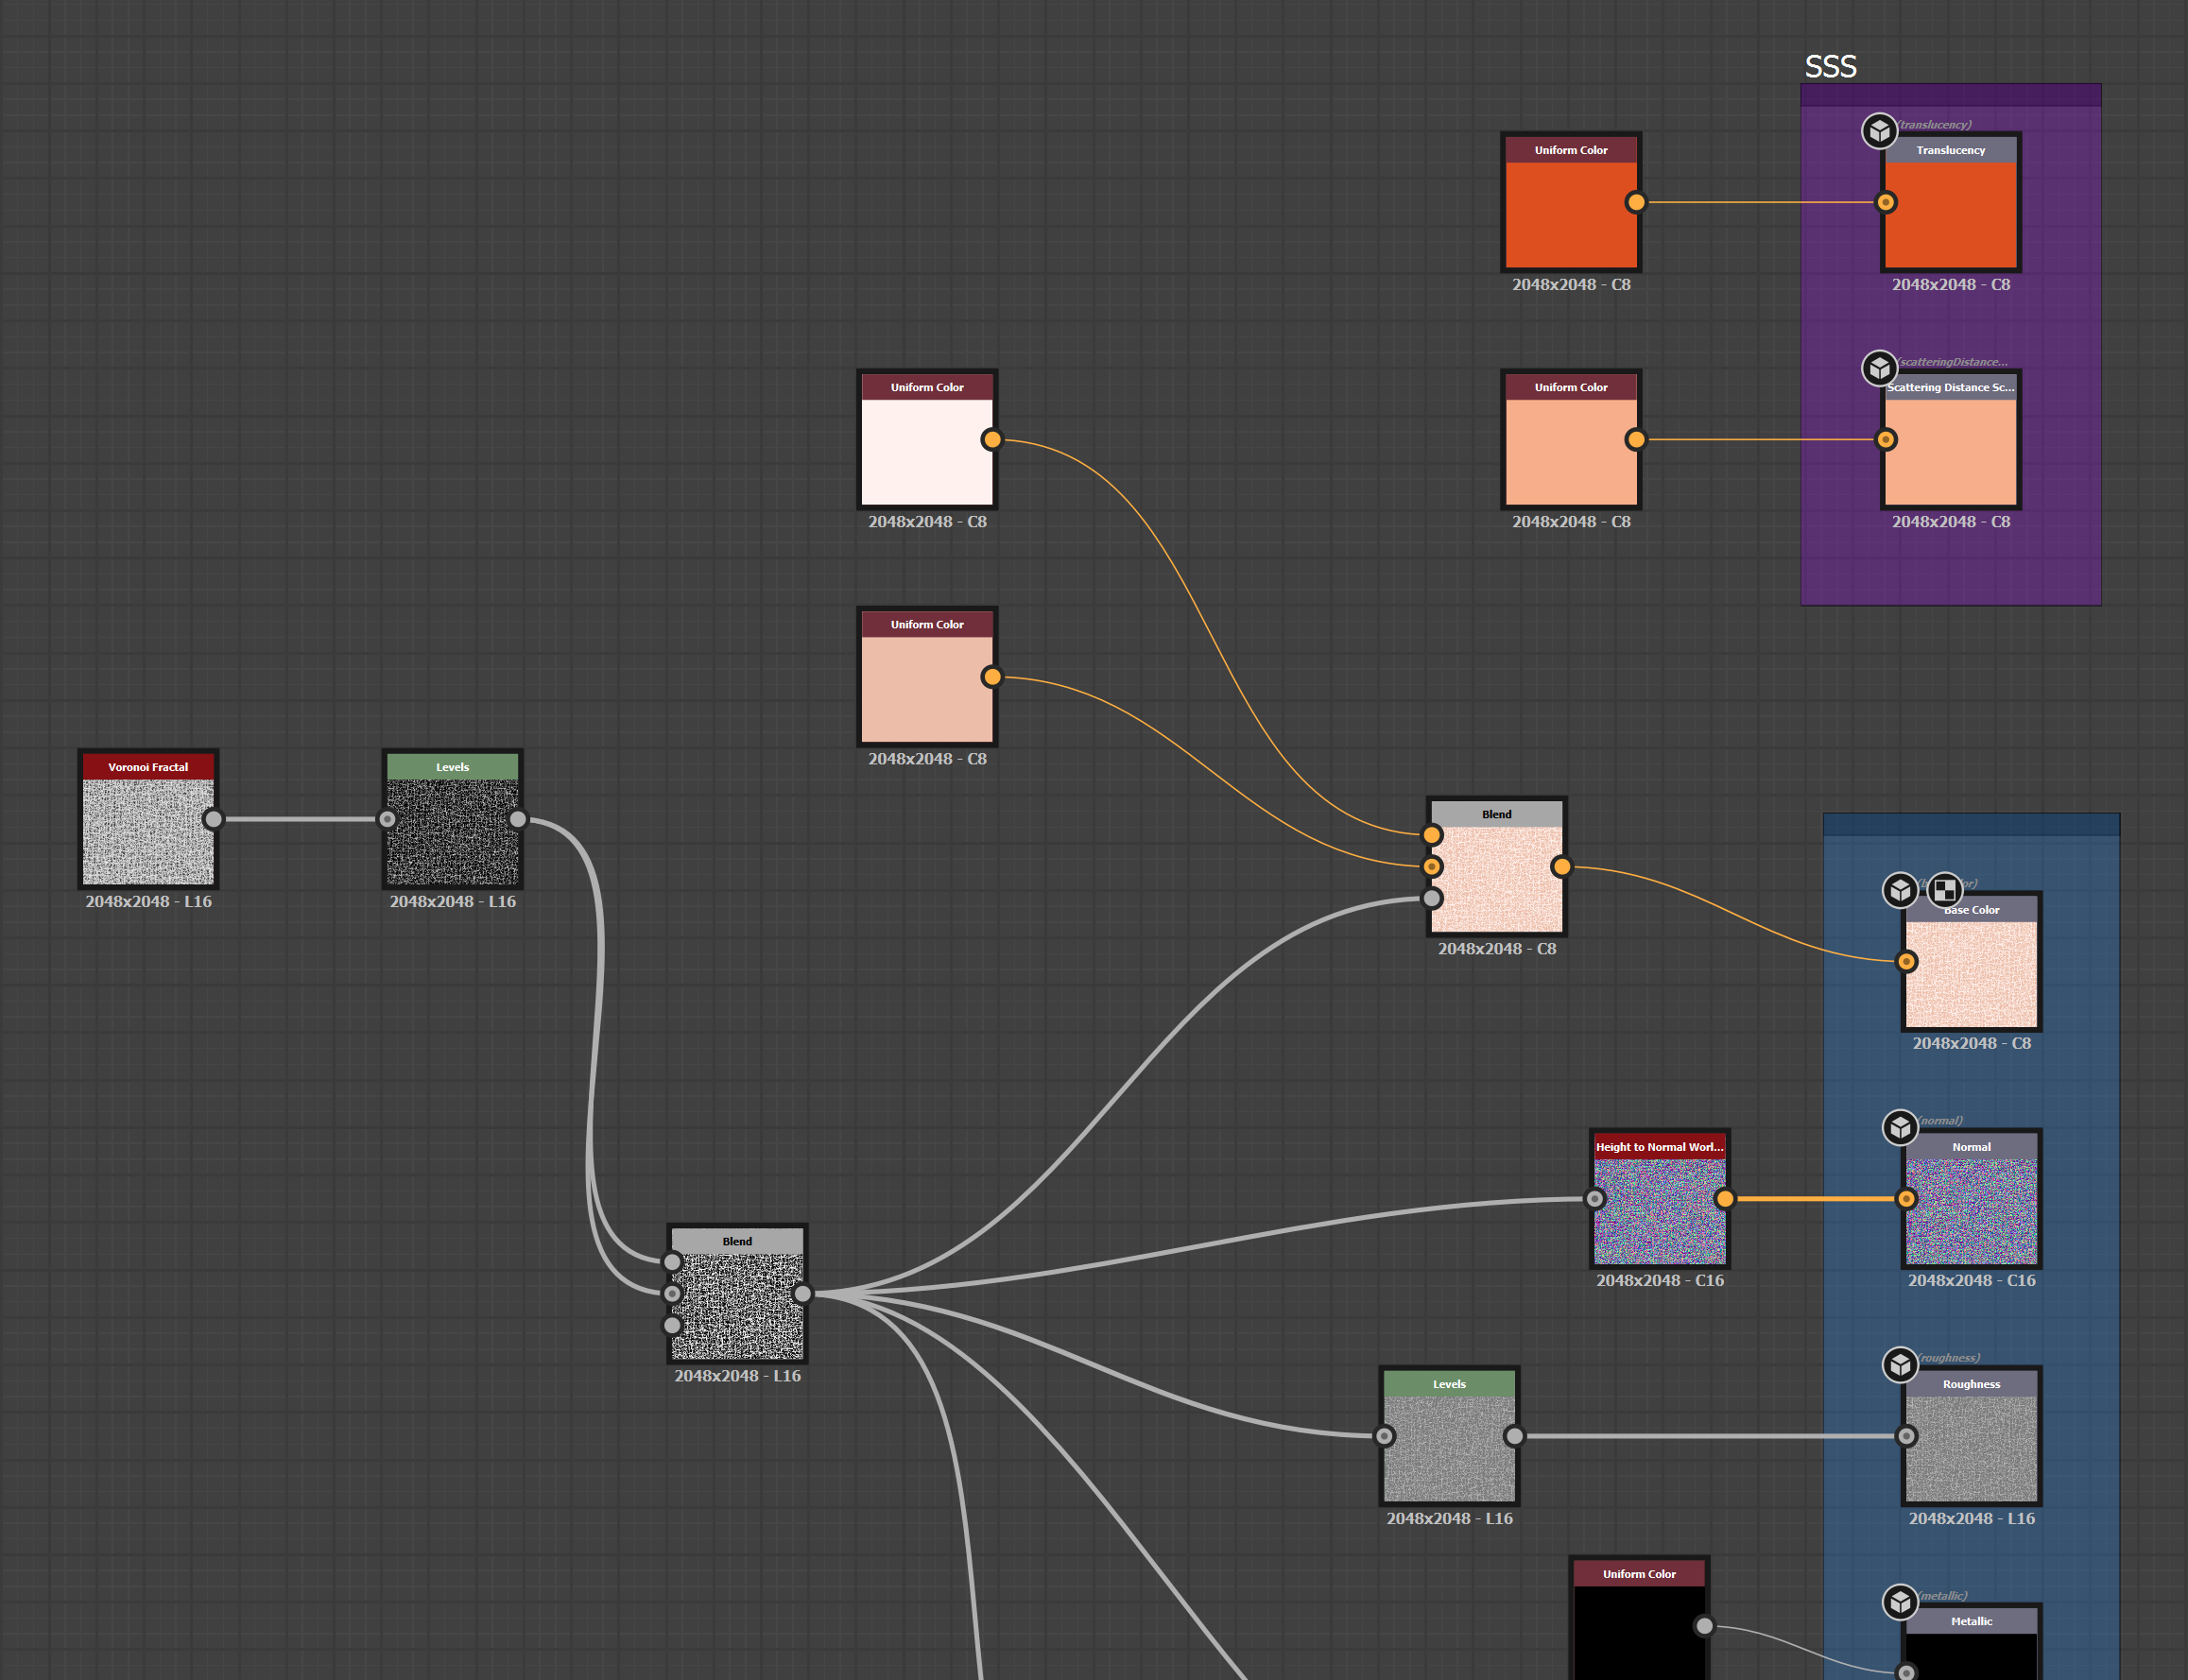 SSS
(translucency)
Uniform Color
Translucency
2048x2048 - C8
2048x2048 - C8
(scatteringDistance...
Uniform Color
Uniform Color
Scattering Distance Sc...
2048x2048 - C8
2048x2048 - C8
2048x2048 - C8
Uniform Color
2048x2048 - C8
Voronoi Fractal
Levels
2048x2048 - L16
2048x2048 - L16
Blend
2048x2048 - C8
Base Color
2048x2048 - C8
(normal)
Height to Normal Worl...
Normal
2048x2048 - C16
2048x2048 - C16
Blend
2048x2048 - L16
(roughness)
Levels
Roughness
2048x2048 - L16
2048x2048 - L16
Uniform Color
(metallic)
Metallic